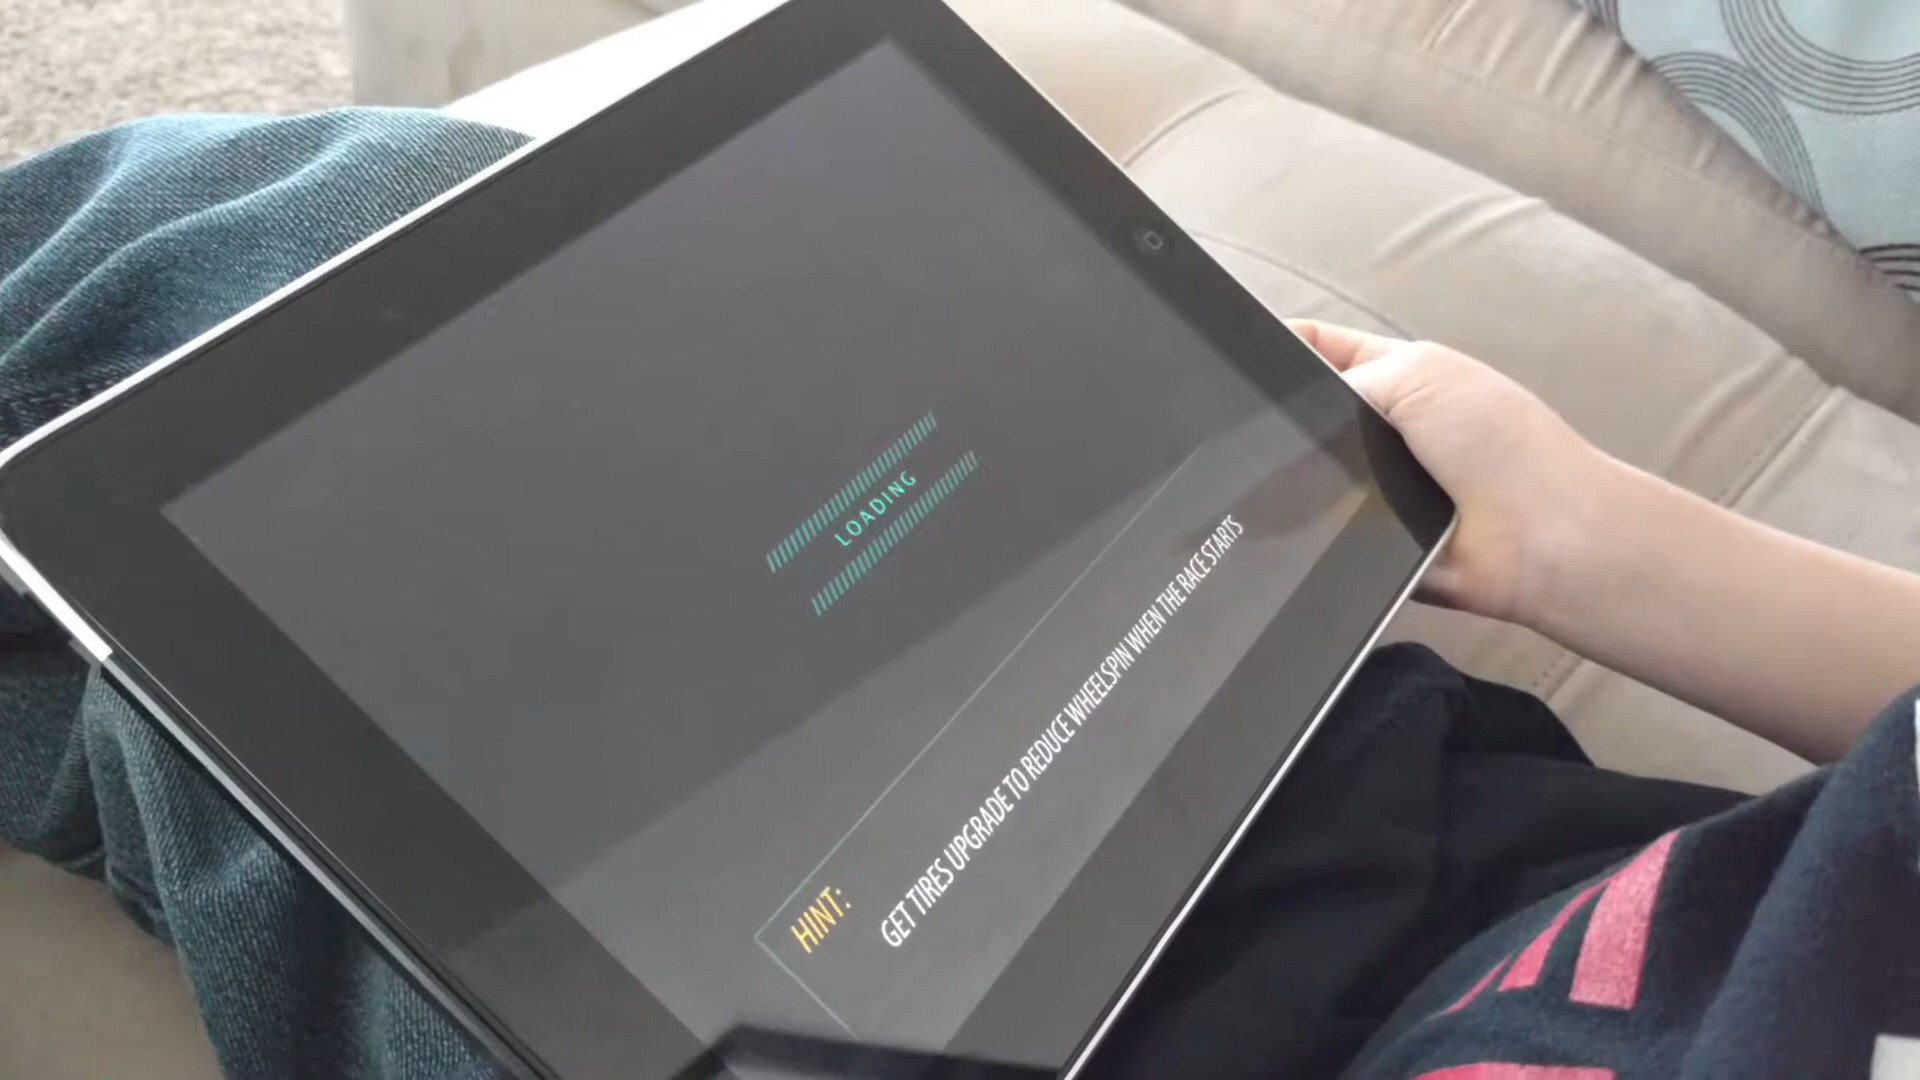 LOADING
HINT:
GET TIRES UPGRADE TO REDUCE WHEELSPIN WHEN THE RACE STARTS